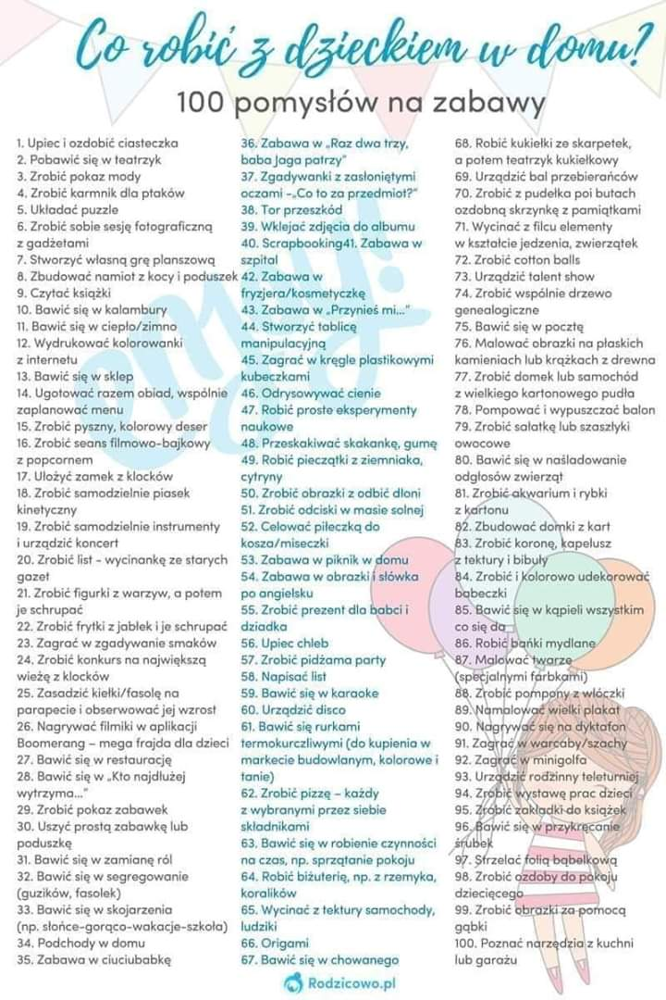 Co robić z dzieckiem w domu?
100 pomysłów na zabawy
1. Upiec i ozdobić ciasteczka
2. Pobawić się w teatrzyk
3. Zrobić pokaz mody
4. Zrobić karmnik dla ptaków
5. Układać puzzle
6. Zrobić sobie sesję fotograficzną
z gadżetami
7. Stworzyć własną grę planszową
8. Zbudować namiot z kocy i poduszek
9. Czytać książki
10. Bawić się w kalambury
11. Bawić się w ciepło/zimno
12. Wydrukować kolorowanki
z internetu
13. Bawić się w sklep
14. Ugotować razem obiad, wspólnie
zaplanować menu
15. Zrobić pyszny, kolorowy deser
16. Zrobić seans filmowo-bajkowy
z popcornem
17. Ułożyć zamek z klocków
18. Zrobić samodzielnie piasek
kinetyczny
19. Zrobić samodzielnie instrumenty
i urządzić koncert
20. Zrobić list - wycinankę ze starych
gazet
21. Zrobić figurki z warzyw, a potem
je schrupać
22. Zrobić frytki z jabłek i je schrupać
23. Zagrać w zgadywanie smaków
24. Zrobić konkurs na największą
wieżę z klocków
25. Zasadzić kiełki/fasolę na
parapecie i obserwować jej wzrost
26. Nagrywać filmiki w aplikacji
Boomerang – mega frajda dla dzieci
27. Bawić się w restaurację
28. Bawić się w „Kto najdłużej
wytrzyma..."
29. Zrobić pokaz zabawek
30. Uszyć prostą zabawkę lub
poduszkę
31. Bawić się w zamianę ról
32. Bawić się w segregowanie
(guzików, fasolek)
33. Bawić się w skojarzenia
(np. słońce-gorąco-wakacje-szkoła)
34. Podchody w domu
35. Zabawa w ciuciubabkę
36. Zabawa w „Raz dwa trzy,
baba Jaga patrzy"
37. Zgadywanki z zasłoniętymi
oczami -„Co to za przedmiot?"
38. Tor przeszkód
39. Wklejać zdjęcia do albumu
40. Scrapbooking41. Zabawa w
szpital
42. Zabawa w
fryzjera/kosmetyczkę
43. Zabawa w „Przynieś mi..."
44. Stworzyć tablicę
manipulacyjną
45. Zagrać w kręgle plastikowymi
kubeczkami
46. Odrysowywać cienie
47. Robić proste eksperymenty
naukowe
48. Przeskakiwać skakankę, gumę
49. Robić pieczątki z ziemniaka,
cytryny
50. Zrobić obrazki z odbić dłoni
51. Zrobić odciski w masie solnej
52. Celować piłeczką do
kosza/miseczki
53. Zabawa w piknik w domu
54. Zabawa w obrazki i słówka
po angielsku
55. Zrobić prezent dla babci i
dziadka
56. Upiec chleb
57. Zrobić pidżama party
58. Napisać list
59. Bawić się w karaoke
60. Urządzić disco
61. Bawić się rurkami
termokurczliwymi (do kupienia w
markecie budowlanym, kolorowe i
tanie)
62. Zrobić pizzę – każdy
z wybranymi przez siebie
składnikami
63. Bawić się w robienie czynności
na czas, np. sprzątanie pokoju
64. Robić biżuterię, np. z rzemyka,
koralików
65. Wycinać z tektury samochody,
ludziki
66. Origami
67. Bawić się w chowanego
68. Robić kukiełki ze skarpetek,
a potem teatrzyk kukiełkowy
69. Urządzić bal przebierańców
70. Zrobić z pudełka poi butach
ozdobną skrzynkę z pamiątkami
71. Wycinać z filcu elementy
w kształcie jedzenia, zwierzątek
72. Zrobić cotton balls
73. Urządzić talent show
74. Zrobić wspólnie drzewo
genealogiczne
75. Bawić się w pocztę
76. Malować obrazki na płaskich
kamieniach lub krążkach z drewna
77. Zrobić domek lub samochód
z wielkiego kartonowego pudła
78. Pompować i wypuszczać balon
79. Zrobić sałatkę lub szaszłyki
owocowe
80. Bawić się w naśladowanie
odgłosów zwierząt
81. Zrobić akwarium i rybki
z kartonu
82. Zbudować domki z kart
83. Zrobić koronę, kapelusz
z tektury i bibuły
84. Zrobić i kolorowo udekorować
babeczki
85. Bawić się w kąpieli wszystkim
co się da
86. Robić bańki mydlane
87. Malować twarze
(specjalnymi farbkami)
88. Zrobić pompony z włóczki
89. Namalować wielki plakat
90. Nagrywać się na dyktafon
91. Zagrać w warcaby/szachy
92. Zagrać w minigolfa
93. Urządzić rodzinny teleturniej
94. Zrobić wystawę prac dzieci
95. Zrobić zakładki do książek
96. Bawić się w przykręcanie
śrubek
97. Strzelać folią bąbelkową
98. Zrobić ozdoby do pokoju
dziecięcego
99. Zrobić obrazki za pomocą
gąbki
100. Poznać narzędzia z kuchni
lub garażu
Rodzicowo.pl